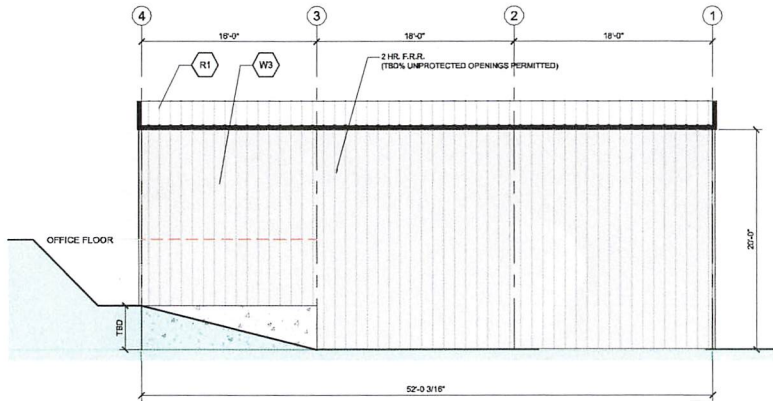 4
3
2
1
16'-0"
18'-0"
18'-0"
R1
W3
2 HR. F.R.R.
(TBD% UNPROTECTED OPENINGS PERMITTED)
OFFICE FLOOR
20'-0"
TBD
52'-0 3/16"